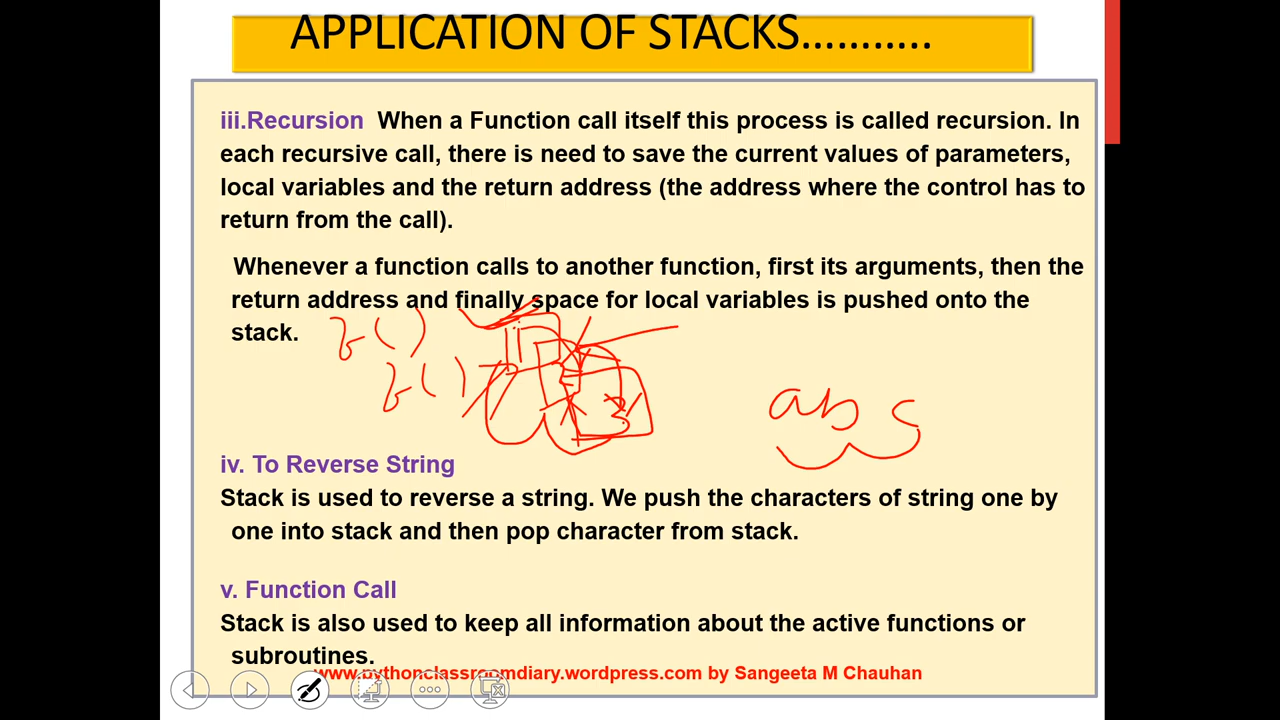 APPLICATION OF STACKS...........
iii.Recursion When a Function call itself this process is called recursion. In
each recursive call, there is need to save the current values of parameters,
local variables and the return address (the address where the control has to
return from the call).
Whenever a function calls to another function, first its arguments, then the
return address and finally space for local variables is pushed onto the
stack.
iv. To Reverse String
Stack is used to reverse a string. We push the characters of string one by
one into stack and then pop character from stack.
v. Function Call
Stack is also used to keep all information about the active functions or
subroutines.
www.pythonclassroomdiary.wordpress.com by Sangeeta M Chauhan